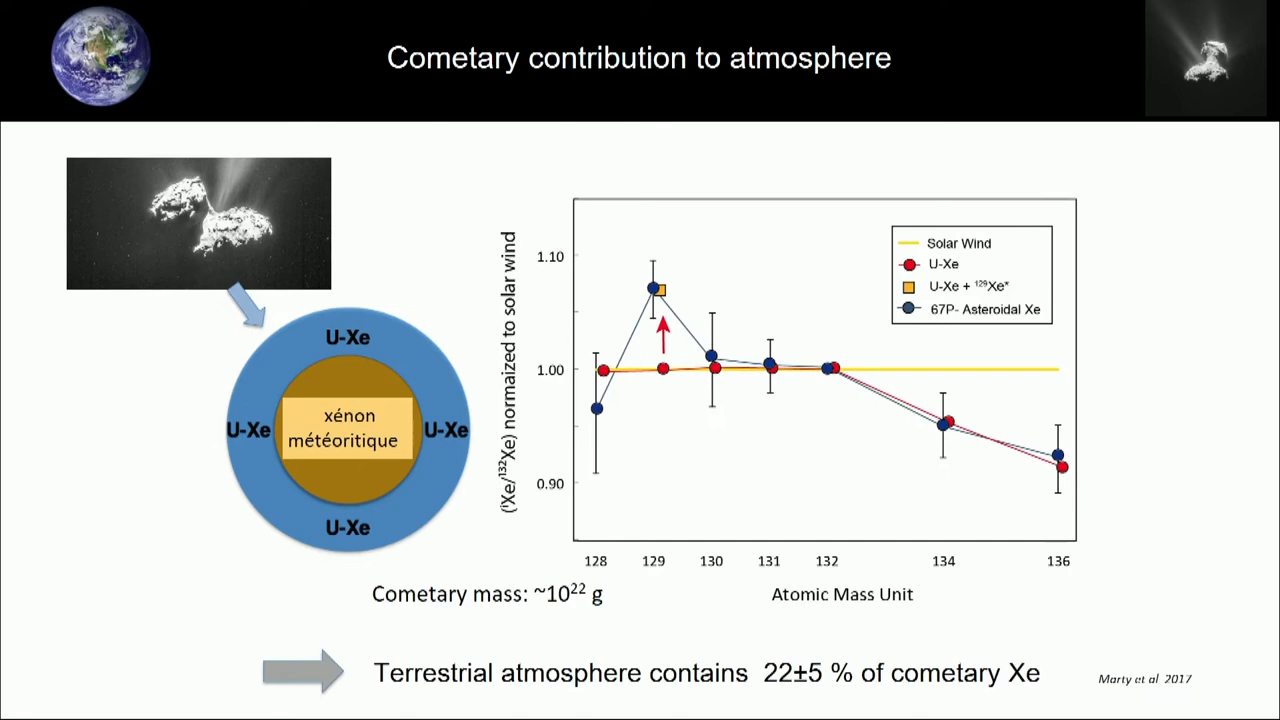 Cometary contribution to atmosphere
U-Xe
U-Xe
xénon
météoritique
U-Xe
U-Xe
(ⁱXe/¹³²Xe) normaized to solar wind
1.10
1.00
0.90
Solar Wind
U-Xe
U-Xe + ¹²⁹Xe*
67P- Asteroidal Xe
128 129 130 131 132 134 136
Atomic Mass Unit
Cometary mass: ~10²² g
Terrestrial atmosphere contains 22±5 % of cometary Xe
Marty et al 2017